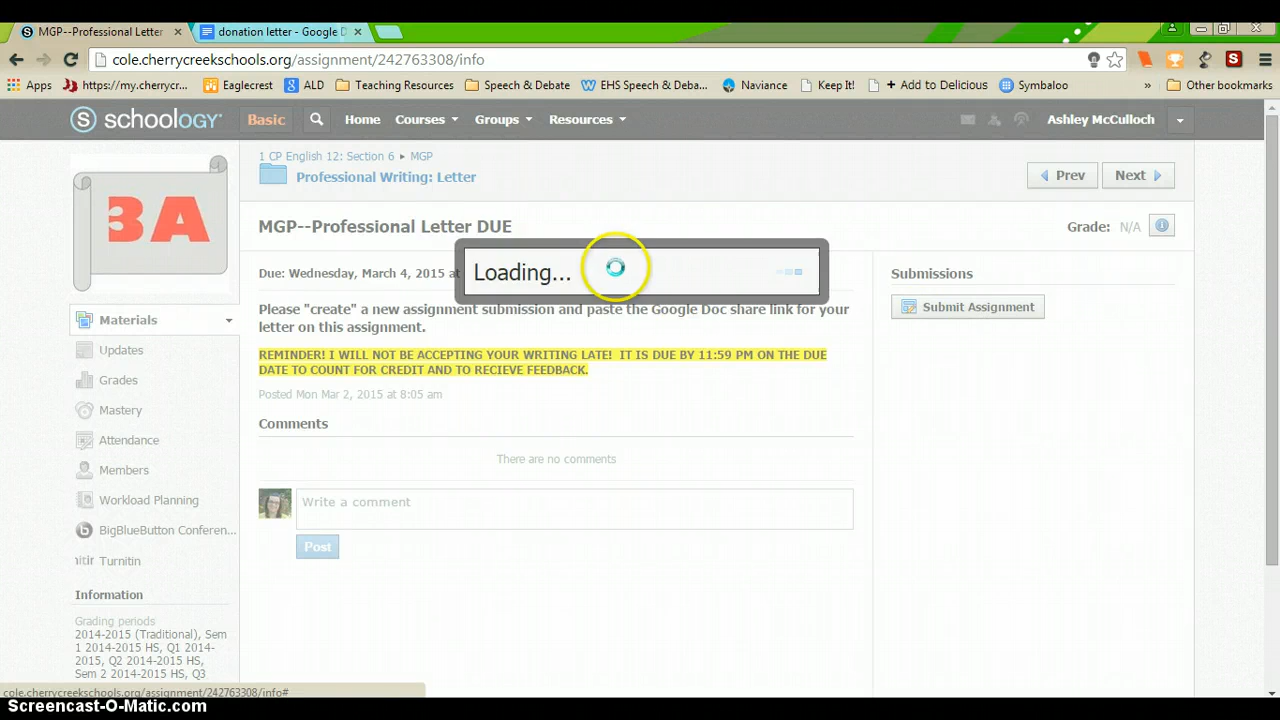 MGP--Professional Letter
donation letter - Google D
cole.cherrycreekschools.org/assignment/242763308/info
Apps https://my.cherrycr... Eaglecrest ALD Teaching Resources Speech & Debate EHS Speech & Deba... Naviance Keep It! + Add to Delicious Symbaloo » Other bookmarks
S schoology Basic Home Courses Groups Resources Ashley McCulloch
1 CP English 12: Section 6 ▸ MGP
Professional Writing: Letter
Prev Next
3A
MGP--Professional Letter DUE
Grade: N/A
Loading...
Due: Wednesday, March 4, 2015 at
Submissions
Submit Assignment
Please "create" a new assignment submission and paste the Google Doc share link for your
letter on this assignment.
REMINDER! I WILL NOT BE ACCEPTING YOUR WRITING LATE! IT IS DUE BY 11:59 PM ON THE DUE
DATE TO COUNT FOR CREDIT AND TO RECIEVE FEEDBACK.
Posted Mon Mar 2, 2015 at 8:05 am
Comments
There are no comments
Write a comment
Post
Materials
Updates
Grades
Mastery
Attendance
Members
Workload Planning
BigBlueButton Conferen...
Turnitin
Information
Grading periods
2014-2015 (Traditional), Sem
1 2014-2015 HS, Q1 2014-
2015, Q2 2014-2015 HS,
Sem 2 2014-2015 HS, Q3
cole.cherrycreekschools.org/assignment/242763308/info#
Screencast-O-Matic.com